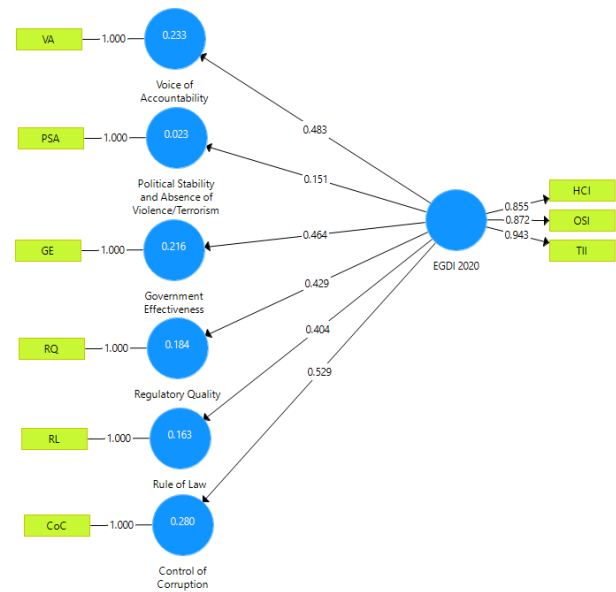 VA
1.000
0.233
Voice of
Accountability
0.483
PSA
1.000
0.023
Political Stability
and Absence of
Violence/Terrorism
0.151
GE
1.000
0.216
Government
Effectiveness
0.464
RQ
1.000
0.184
Regulatory Quality
0.429
RL
1.000
0.163
Rule of Law
0.404
CoC
1.000
0.280
Control of
Corruption
0.529
EGDI 2020
0.855
HCI
0.872
OSI
0.943
TII